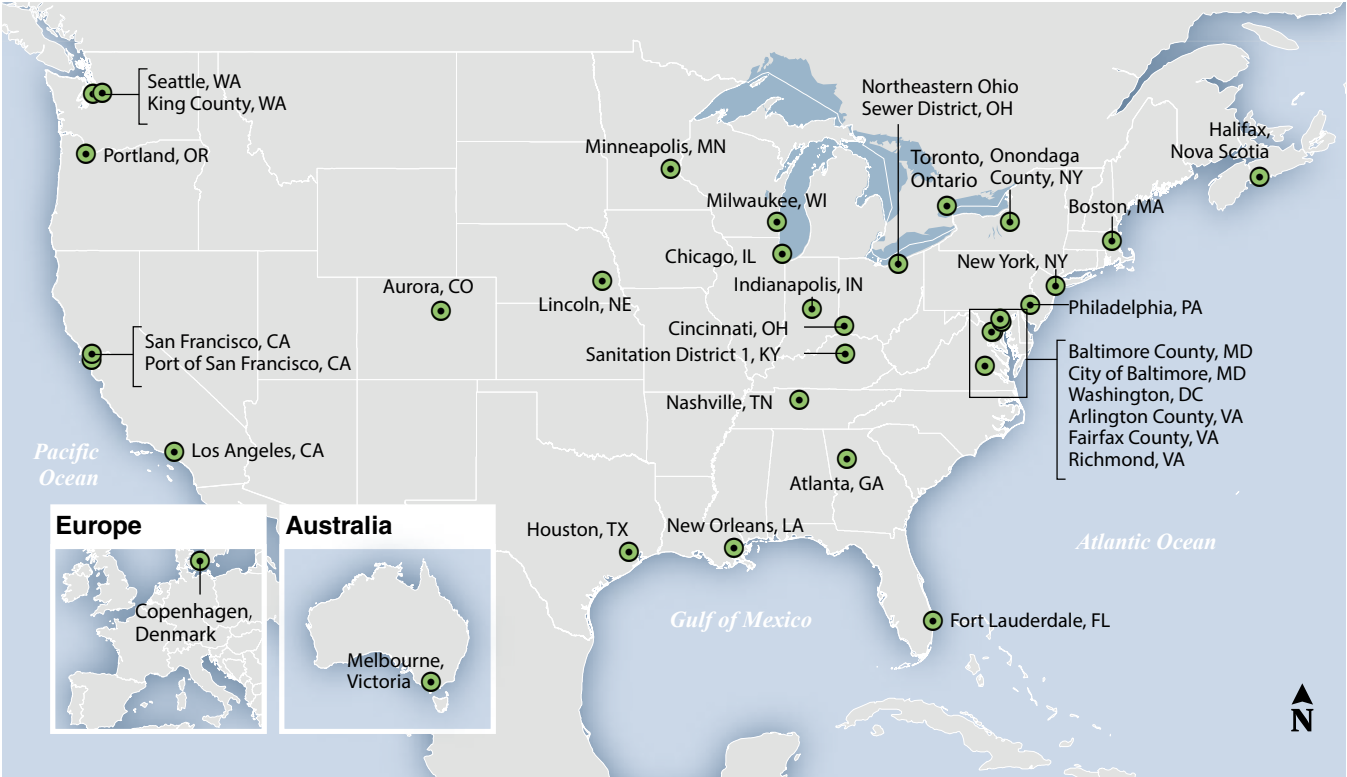 Seattle, WA
King County, WA
Portland, OR
Minneapolis, MN
Milwaukee, WI
Chicago, IL
Northeastern Ohio
Sewer District, OH
Toronto,
Ontario
Onondaga
County, NY
Halifax,
Nova Scotia
Boston, MA
New York, NY
Philadelphia, PA
Aurora, CO
Lincoln, NE
Indianapolis, IN
Cincinnati, OH
Sanitation District 1, KY
Nashville, TN
San Francisco, CA
Port of San Francisco, CA
Baltimore County, MD
City of Baltimore, MD
Washington, DC
Arlington County, VA
Fairfax County, VA
Richmond, VA
Los Angeles, CA
Pacific
Ocean
Atlanta, GA
Houston, TX
New Orleans, LA
Atlantic Ocean
Gulf of Mexico
Fort Lauderdale, FL
Europe
Copenhagen,
Denmark
Australia
Melbourne,
Victoria
N